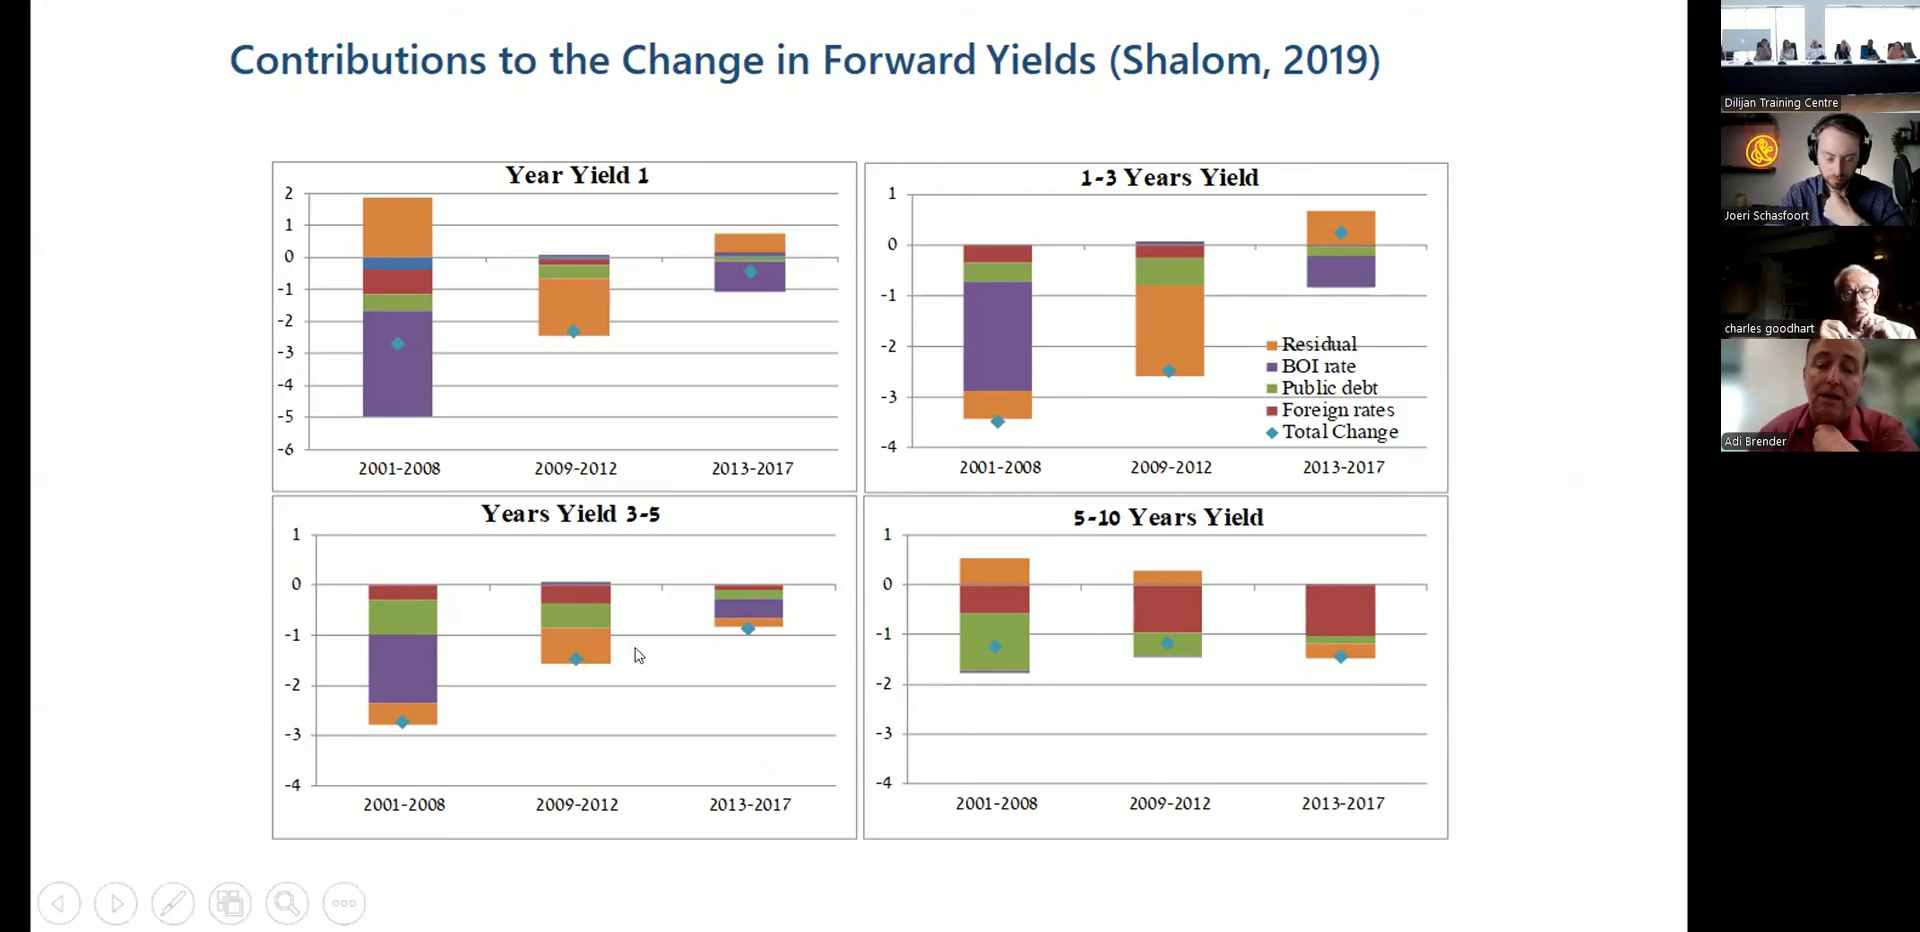 Contributions to the Change in Forward Yields (Shalom, 2019)
Year Yield 1
2
1
0
-1
-2
-3
-4
-5
-6
2001-2008 2009-2012 2013-2017
1-3 Years Yield
1
0
-1
-2
-3
-4
Residual
BOI rate
Public debt
Foreign rates
Total Change
2001-2008 2009-2012 2013-2017
Years Yield 3-5
1
0
-1
-2
-3
-4
2001-2008 2009-2012 2013-2017
5-10 Years Yield
1
0
-1
-2
-3
-4
2001-2008 2009-2012 2013-2017
Dilijan Training Centre
&
Joeri Schasfoort
charles goodhart
Adi Brender